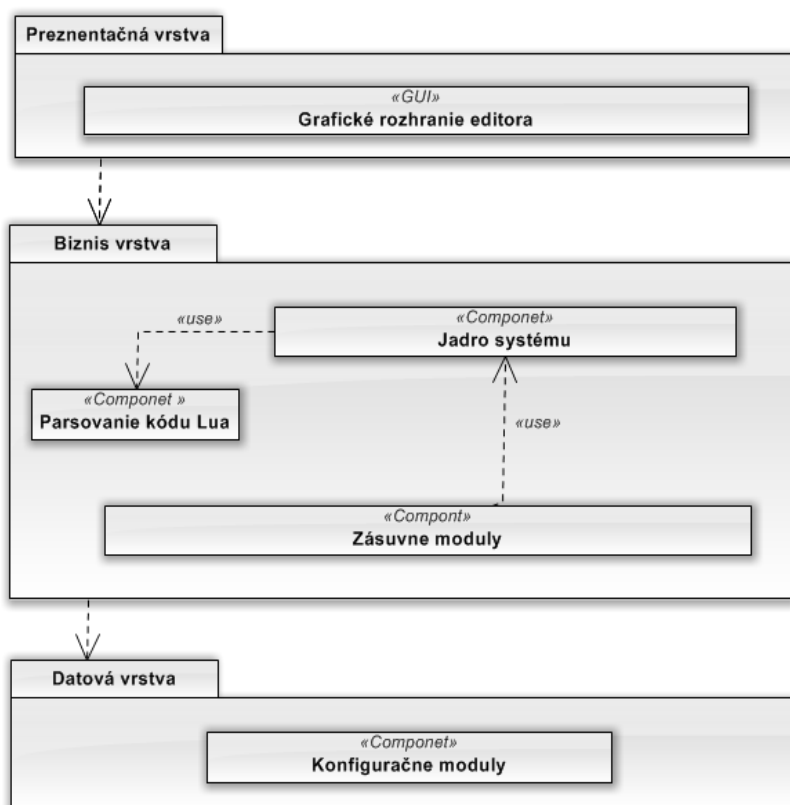 Preznentačná vrstva
«GUI»
Grafické rozhranie editora
Biznis vrstva
«Componet»
«use»
Jadro systému
«Componet »
Parsovanie kódu Lua
«use»
«Compont»
Zásuvne moduly
Datová vrstva
«Componet»
Konfiguračne moduly